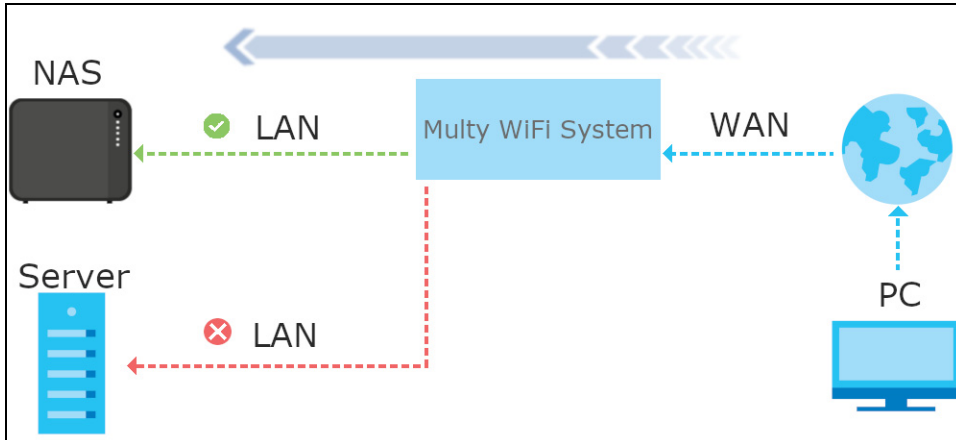 NAS
LAN
Multy WiFi System
WAN
Server
LAN
PC